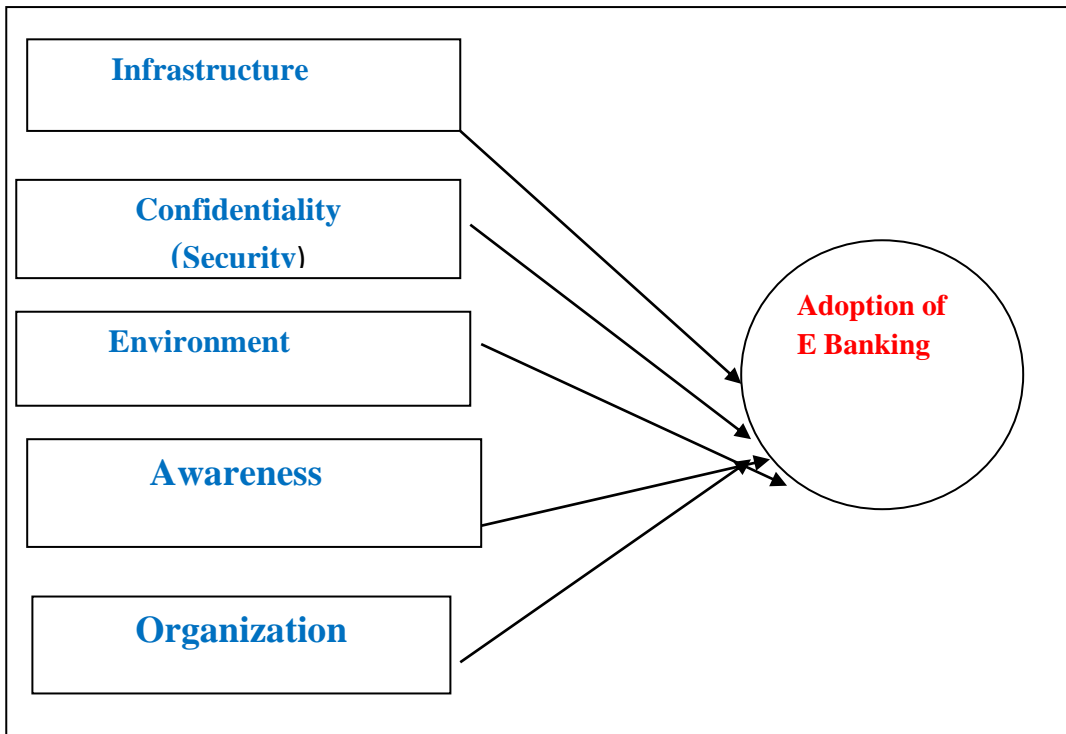 Infrastructure
Confidentiality
(Security)
Environment
Awareness
Organization
Adoption of
E Banking